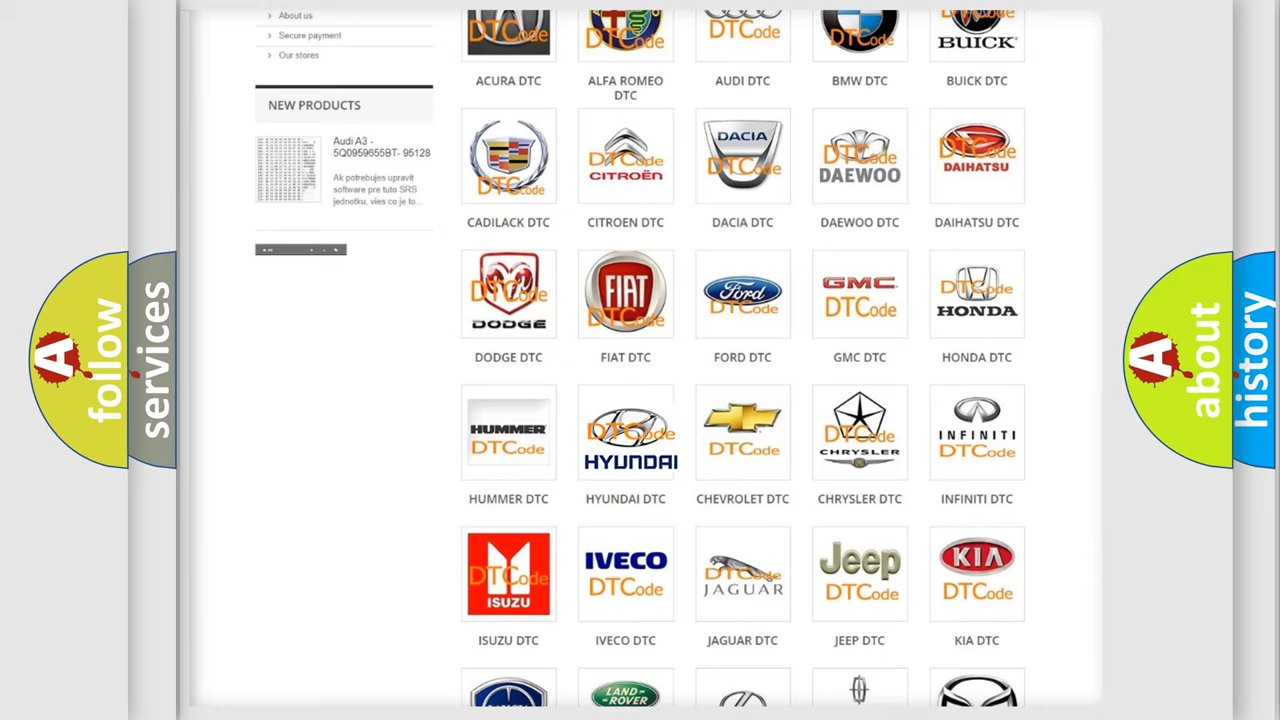 About us
Secure payment
Our stores
NEW PRODUCTS
Audi A3 -
5Q0959655BT- 95128
Ak potrebujes upravit
software pre tuto SRS
jednotku, vies co je to...
DTCode
DTCode
DTCode
DTCode
BUICK
ACURA DTC
ALFA ROMEO
DTC
AUDI DTC
BMW DTC
BUICK DTC
DTCode
DTCode
CITROËN
DACIA
DTCode
DTCode
DAEWOO
DTCode
DAIHATSU
CADILACK DTC
CITROEN DTC
DACIA DTC
DAEWOO DTC
DAIHATSU DTC
DTCode
DODGE
FIAT
DTCode
Ford
DTCode
GMC
DTCode
DTCode
HONDA
DODGE DTC
FIAT DTC
FORD DTC
GMC DTC
HONDA DTC
HUMMER
DTCode
DTCode
HYUNDAI
DTCode
DTCode
CHRYSLER
INFINITI
DTCode
HUMMER DTC
HYUNDAI DTC
CHEVROLET DTC
CHRYSLER DTC
INFINITI DTC
DTCode
ISUZU
IVECO
DTCode
DTCode
JAGUAR
Jeep
DTCode
KIA
DTCode
ISUZU DTC
IVECO DTC
JAGUAR DTC
JEEP DTC
KIA DTC
LAND-
ROVER
A follow
services
A about
history